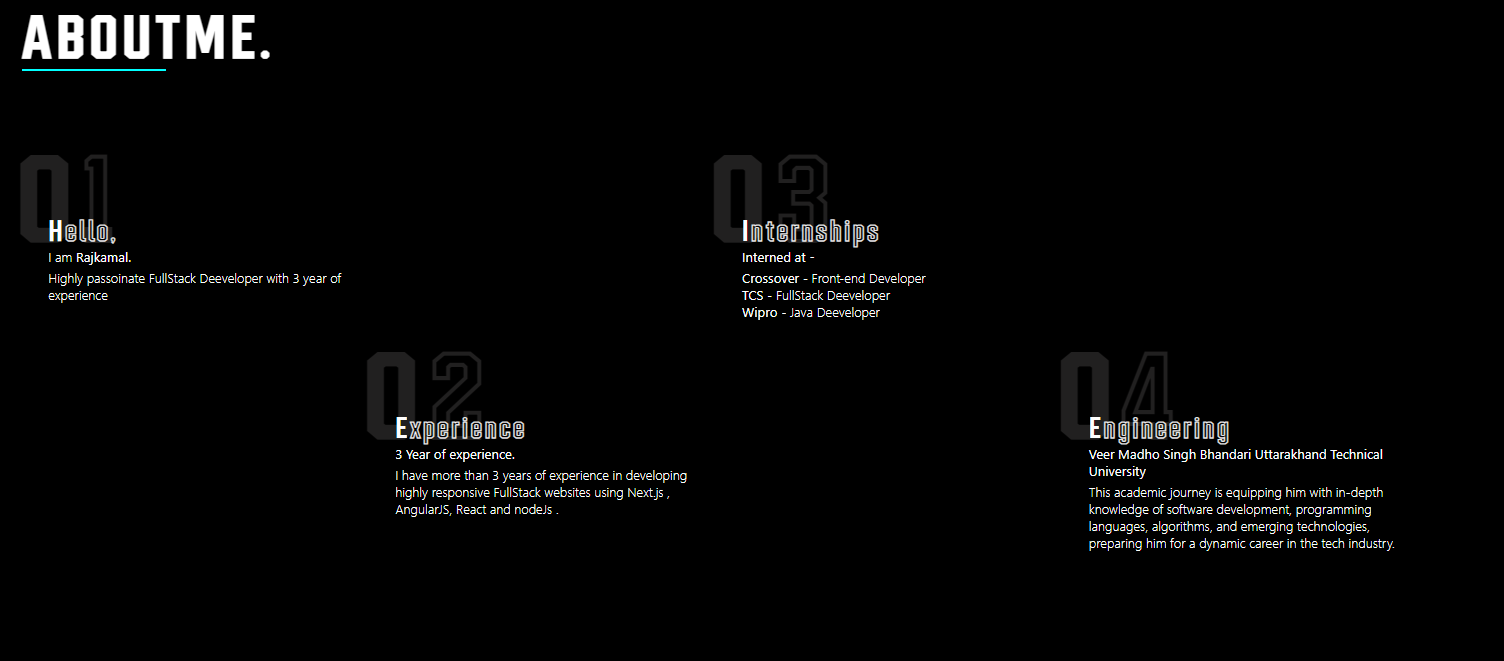 ABOUTME.
01
Hello,
I am Rajkamal.
Highly passoinate FullStack Deeveloper with 3 year of
experience
02
Experience
3 Year of experience.
I have more than 3 years of experience in developing
highly responsive FullStack websites using Next.js ,
AngularJS, React and nodeJs .
03
Internships
Interned at -
Crossover - Front-end Developer
TCS - FullStack Deeveloper
Wipro - Java Deeveloper
04
Engineering
Veer Madho Singh Bhandari Uttarakhand Technical
University
This academic journey is equipping him with in-depth
knowledge of software development, programming
languages, algorithms, and emerging technologies,
preparing him for a dynamic career in the tech industry.